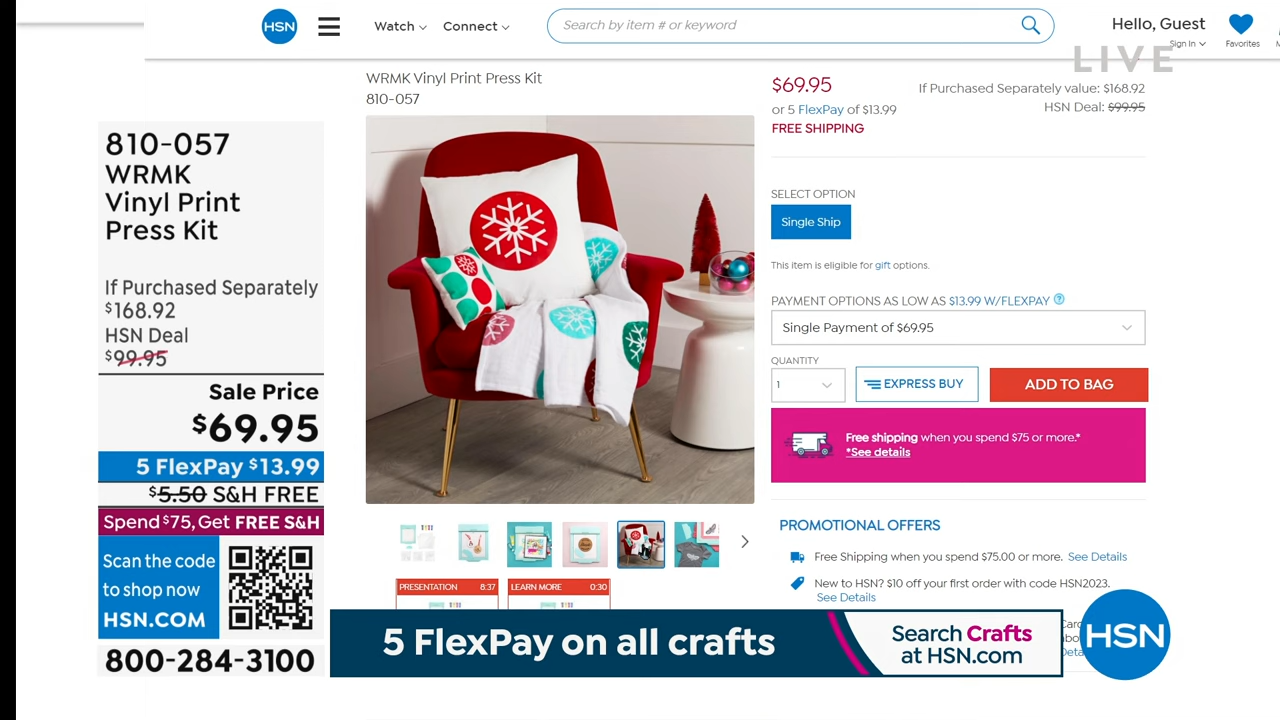 HSN
Watch
Connect
Search by item # or keyword
Hello, Guest
Sign In
Favorites
LIVE
WRMK Vinyl Print Press Kit
810-057
$69.95
or 5 FlexPay of $13.99
FREE SHIPPING
If Purchased Separately value: $168.92
HSN Deal: $99.95
SELECT OPTION
Single Ship
This item is eligible for gift options.
PAYMENT OPTIONS AS LOW AS $13.99 W/FLEXPAY ?
Single Payment of $69.95
QUANTITY
1
EXPRESS BUY
ADD TO BAG
Free shipping when you spend $75 or more.*
*See details
PROMOTIONAL OFFERS
Free Shipping when you spend $75.00 or more. See Details
New to HSN? $10 off your first order with code HSN2023.
See Details
PRESENTATION 8:37
LEARN MORE 0:30
810-057
WRMK
Vinyl Print
Press Kit
If Purchased Separately
$168.92
HSN Deal
$99.95
Sale Price
$69.95
5 FlexPay $13.99
$5.50 S&H FREE
Spend $75, Get FREE S&H
Scan the code
to shop now
HSN.COM
800-284-3100
5 FlexPay on all crafts
Search Crafts
at HSN.com
HSN